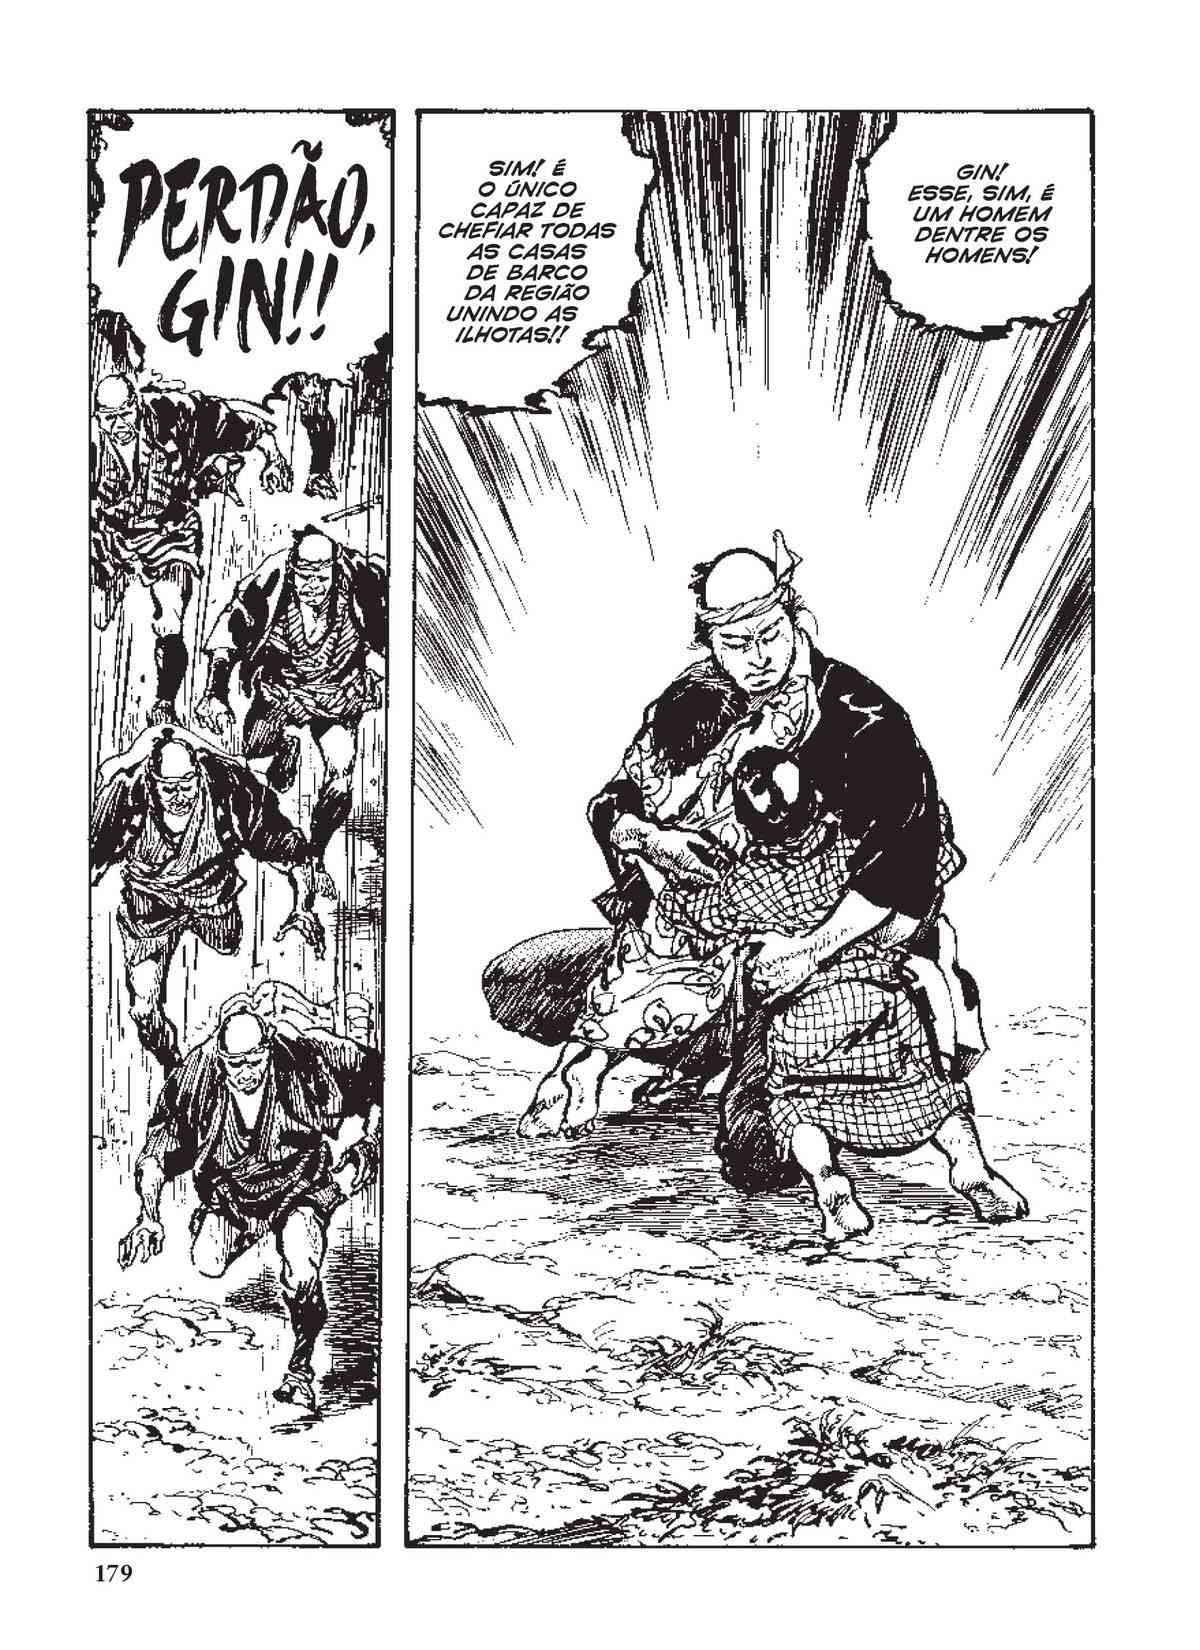 GIN!
ESSE, SIM, É
UM HOMEM
DENTRE OS
HOMENS!
SIM! É
O ÚNICO
CAPAZ DE
CHEFIAR TODAS
AS CASAS
DE BARCO
DA REGIÃO
UNINDO AS
ILHOTAS!!
PERDÃO,
GIN!!
179